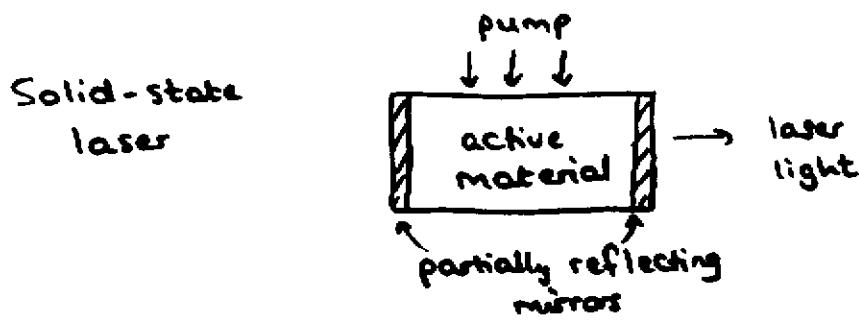 pump
Solid-state
laser
active
material
laser
light
partially reflecting
mirrors